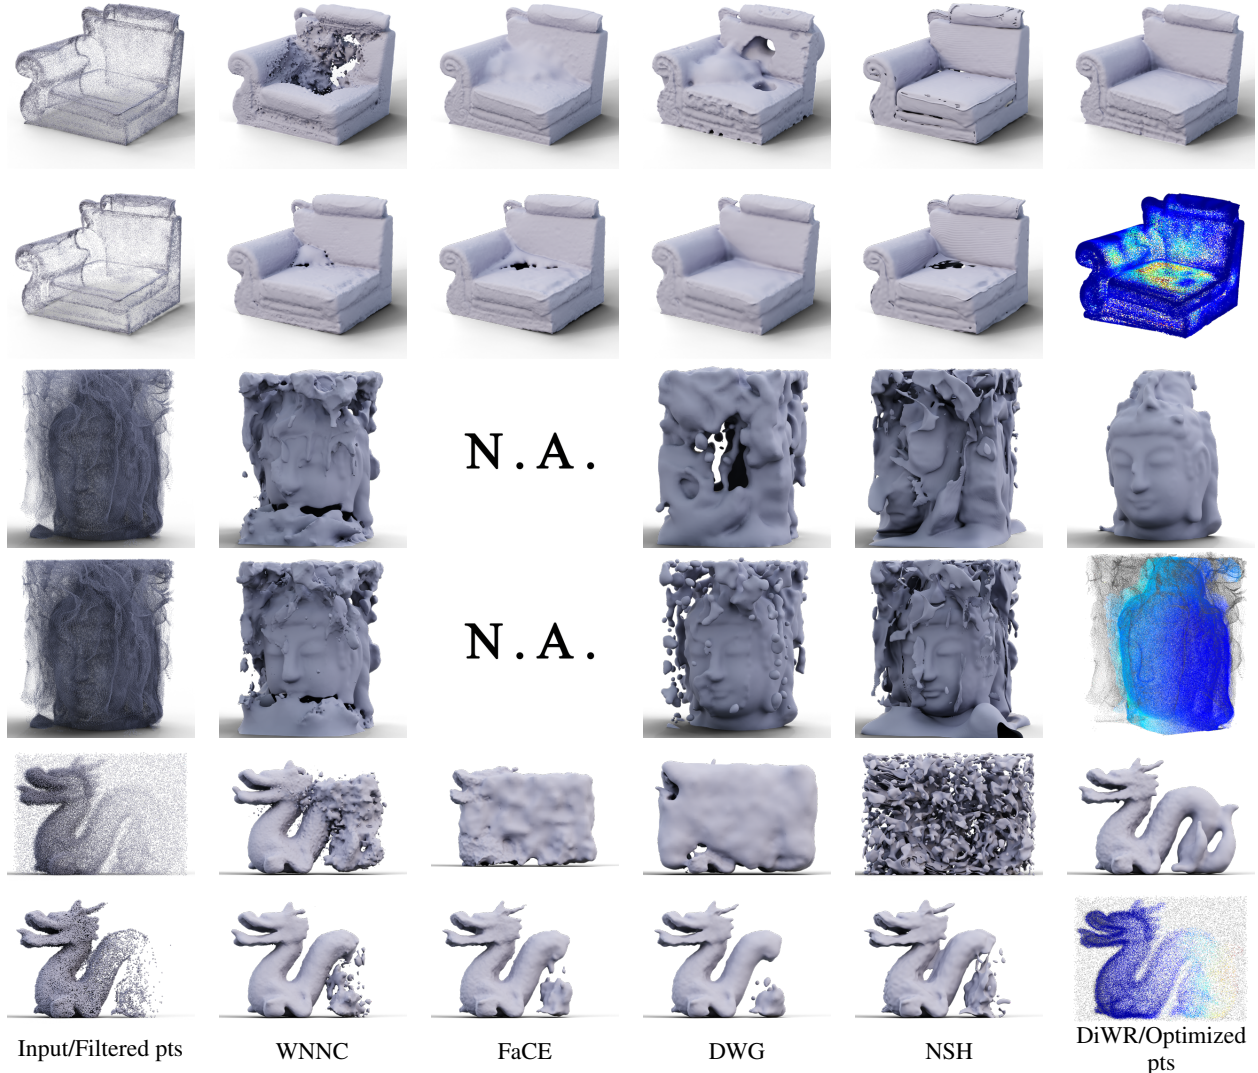 N.A.
N.A.
Input/Filtered pts
WNNC
FaCE
DWG
NSH
DiWR/Optimized
pts